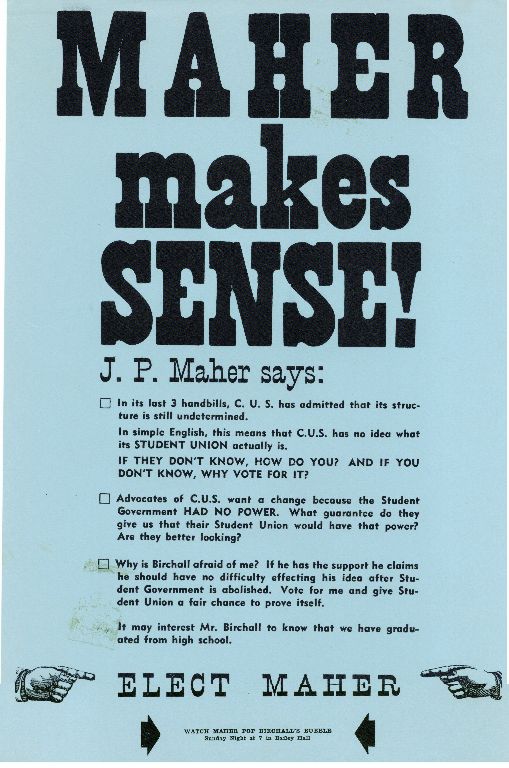 MAHER
makes
SENSE!
J. P. Maher says:
In its last 3 handbills, C. U. S. has admitted that its struc-
ture is still undetermined.
In simple English, this means that C.U.S. has no idea what
its STUDENT UNION actually is.
IF THEY DON'T KNOW, HOW DO YOU? AND IF YOU
DON'T KNOW, WHY VOTE FOR IT?
Advocates of C.U.S. want a change because the Student
Government HAD NO POWER. What guarantee do they
give us that their Student Union would have that power?
Are they better looking?
Why is Birchall afraid of me? If he has the support he claims
he should have no difficulty effecting his idea after Stu-
dent Government is abolished. Vote for me and give Stu-
dent Union a fair chance to prove itself.
It may interest Mr. Birchall to know that we have gradu-
ated from high school.
ELECT MAHER
WATCH MAHER POP BIRCHALL'S BUBBLE
Sunday Night at 7 in Bailey Hall